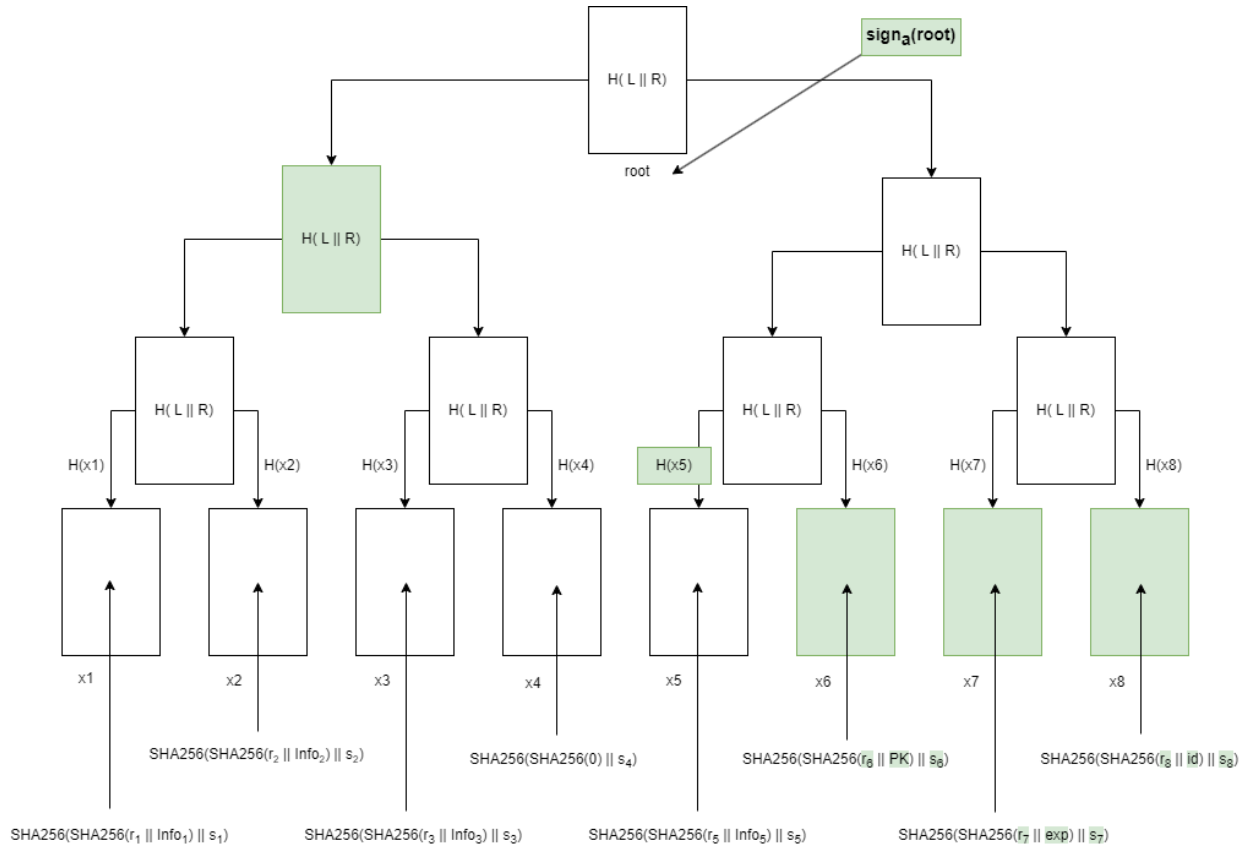 sign_a(root)
H( L || R)
root
H( L || R)
H( L || R)
H( L || R)
H( L || R)
H( L || R)
H( L || R)
H(x1)
H(x2)
H(x3)
H(x4)
H(x5)
H(x6)
H(x7)
H(x8)
x1
x2
x3
x4
x5
x6
x7
x8
SHA256(SHA256(r₂ || Info₂) || s₂)
SHA256(SHA256(0) || s₄)
SHA256(SHA256(r₆ || PK) || s₆)
SHA256(SHA256(r₈ || id) || s₈)
SHA256(SHA256(r₁ || Info₁) || s₁)
SHA256(SHA256(r₃ || Info₃) || s₃)
SHA256(SHA256(r₅ || Info₅) || s₅)
SHA256(SHA256(r₇ || exp) || s₇)